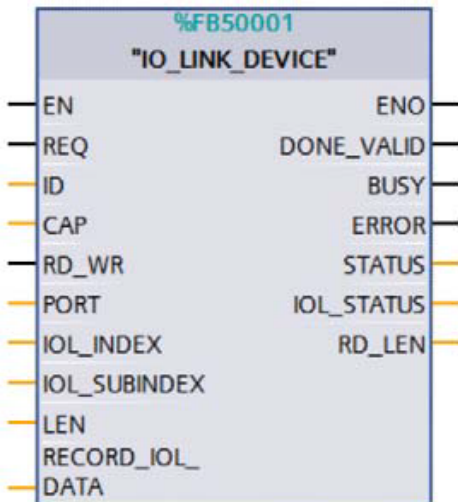 %FB50001
"IO_LINK_DEVICE"
EN ENO
REQ DONE_VALID
ID BUSY
CAP ERROR
RD_WR STATUS
PORT IOL_STATUS
IOL_INDEX RD_LEN
IOL_SUBINDEX
LEN
RECORD_IOL_
DATA